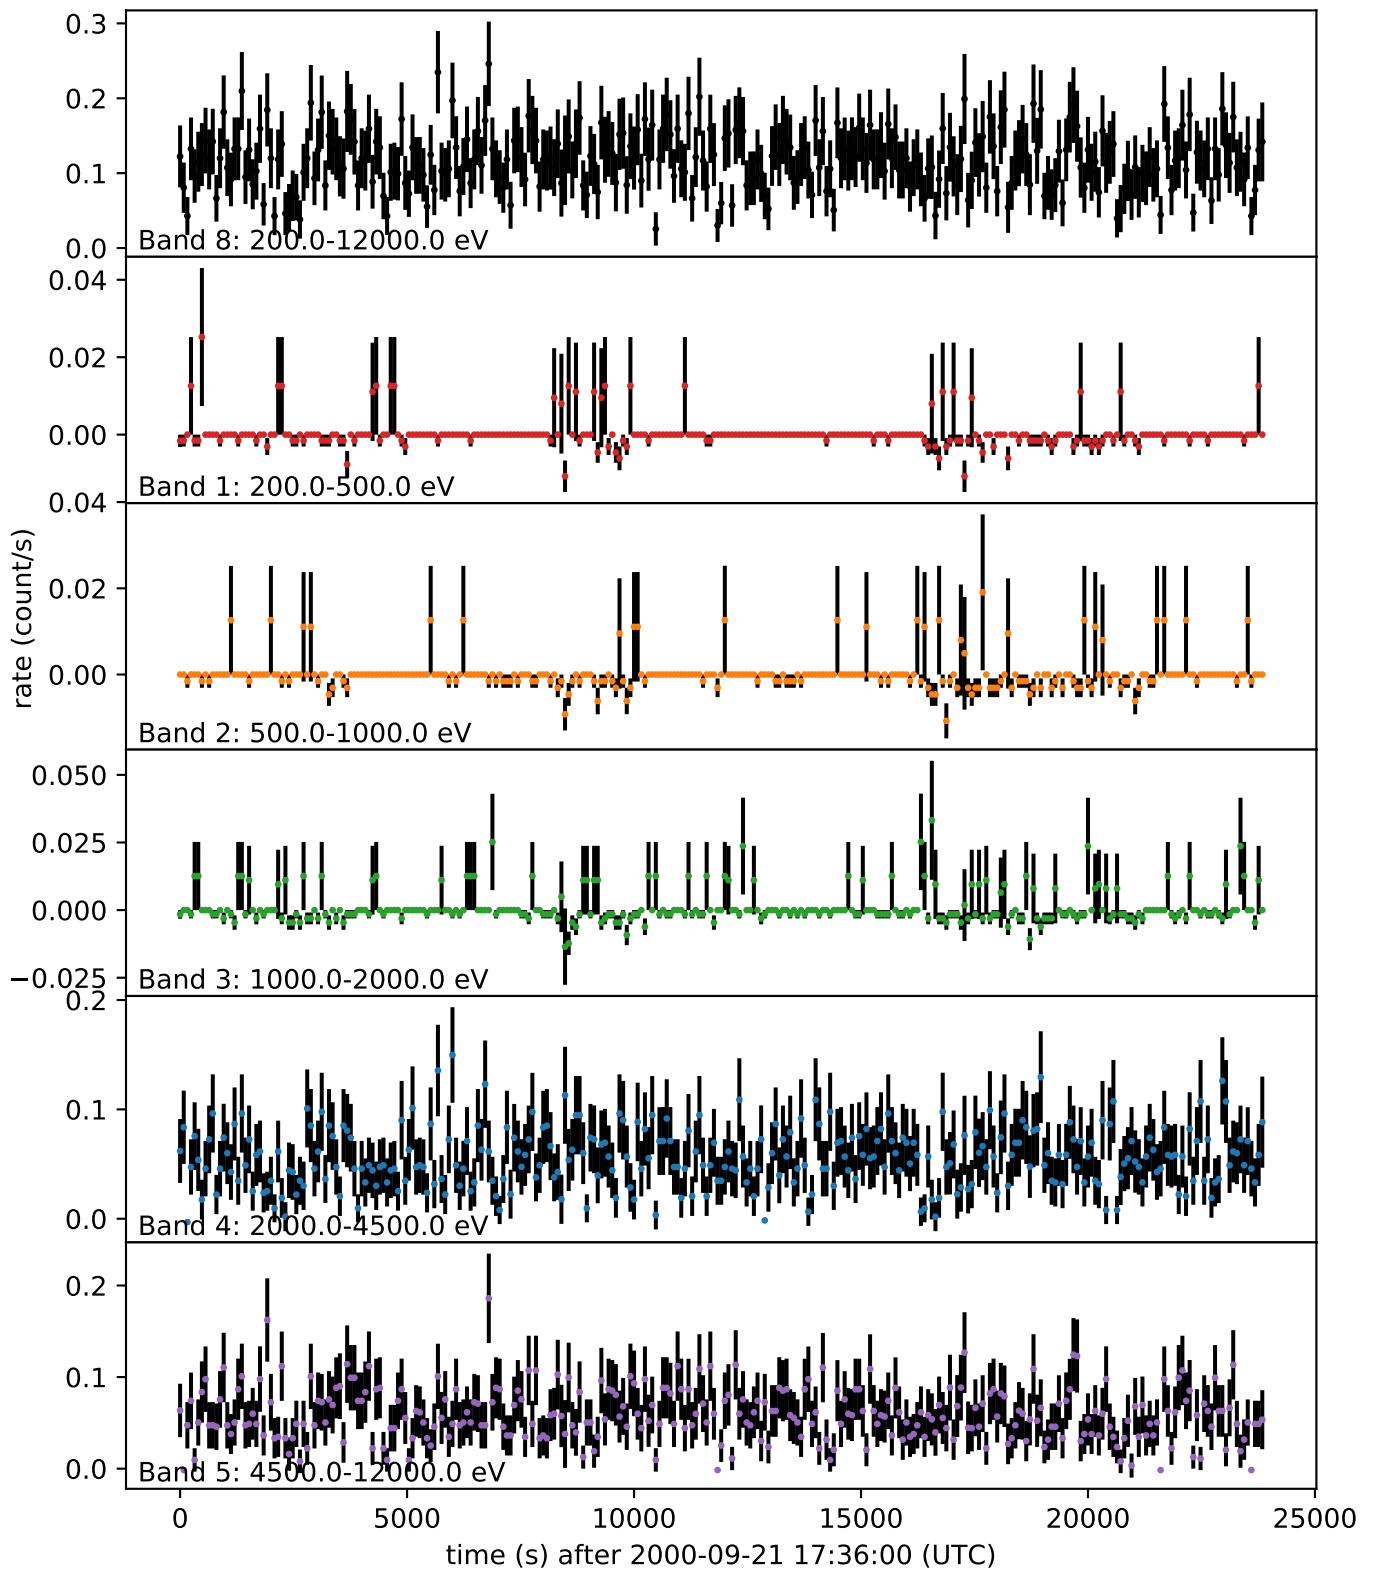 0.3
0.2
0.1
0.0
Band 8: 200.0-12000.0 eV
0.04
0.02
0.00
Band 1: 200.0-500.0 eV
0.04
0.02
0.00
Band 2: 500.0-1000.0 eV
rate (count/s)
0.050
0.025
0.000
−0.025
Band 3: 1000.0-2000.0 eV
0.2
0.1
0.0
Band 4: 2000.0-4500.0 eV
0.2
0.1
0.0
Band 5: 4500.0-12000.0 eV
0 5000 10000 15000 20000 25000
time (s) after 2000-09-21 17:36:00 (UTC)